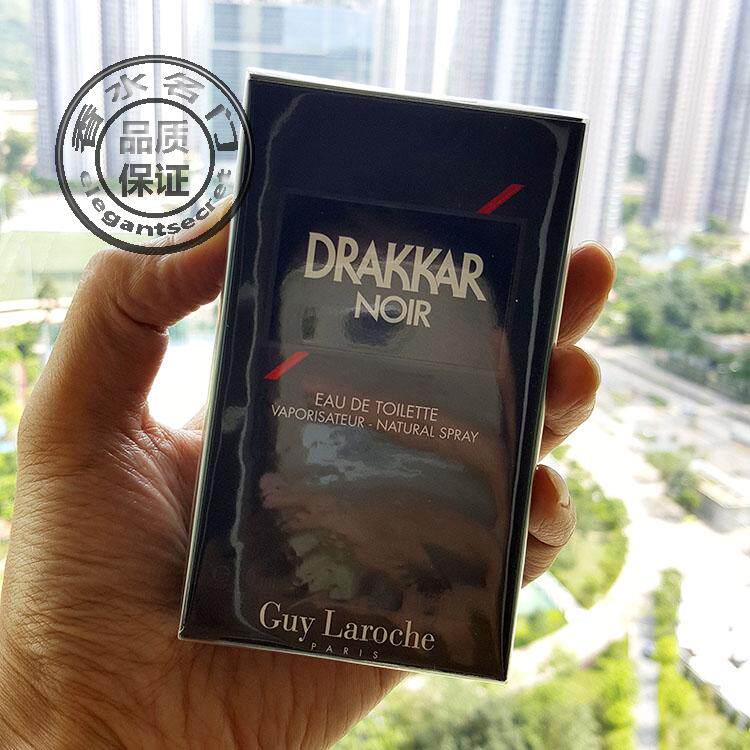 香水名门
品质
保证
elegantsecret
DRAKKAR
NOIR
EAU DE TOILETTE
VAPORISATEUR - NATURAL SPRAY
Guy Laroche
PARIS